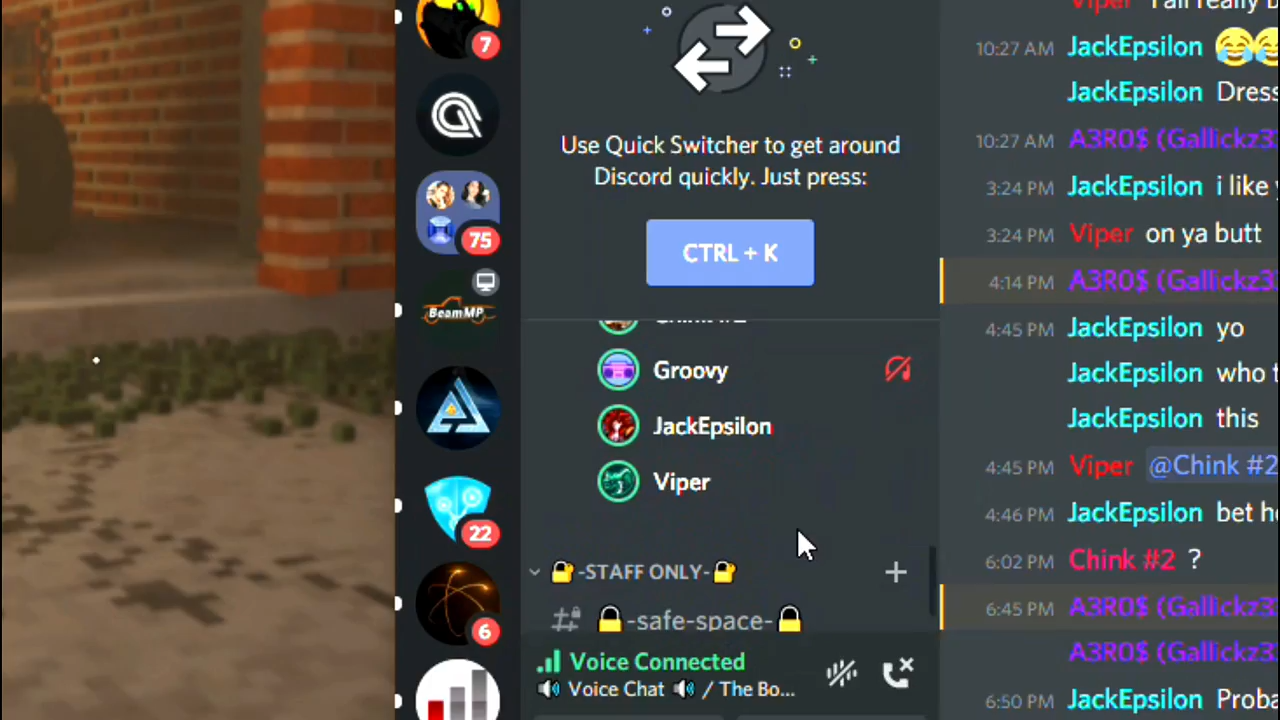 7
75
BeamMP
22
6
Use Quick Switcher to get around
Discord quickly. Just press:
CTRL + K
Groovy
JackEpsilon
Viper
-STAFF ONLY-
-safe-space-
Voice Connected
Voice Chat / The Bo...
Viper
10:27 AM JackEpsilon
JackEpsilon Dress
10:27 AM A3R0$ (Gallickz3
3:24 PM JackEpsilon i like
3:24 PM Viper on ya butt
4:14 PM A3R0$ (Gallickz3
4:45 PM JackEpsilon yo
JackEpsilon who
JackEpsilon this
4:45 PM Viper @Chink #2
4:46 PM JackEpsilon bet
6:02 PM Chink #2 ?
6:45 PM A3R0$ (Gallickz3
A3R0$ (Gallickz3
6:50 PM JackEpsilon Proba